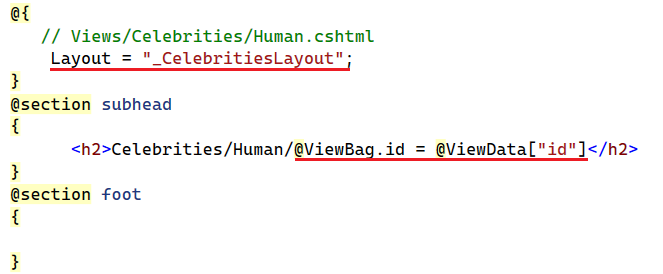 @{
// Views/Celebrities/Human.cshtml
Layout = "_CelebritiesLayout";
}
@section subhead
{
<h2>Celebrities/Human/@ViewBag.id = @ViewData["id"]</h2>
}
@section foot
{
}